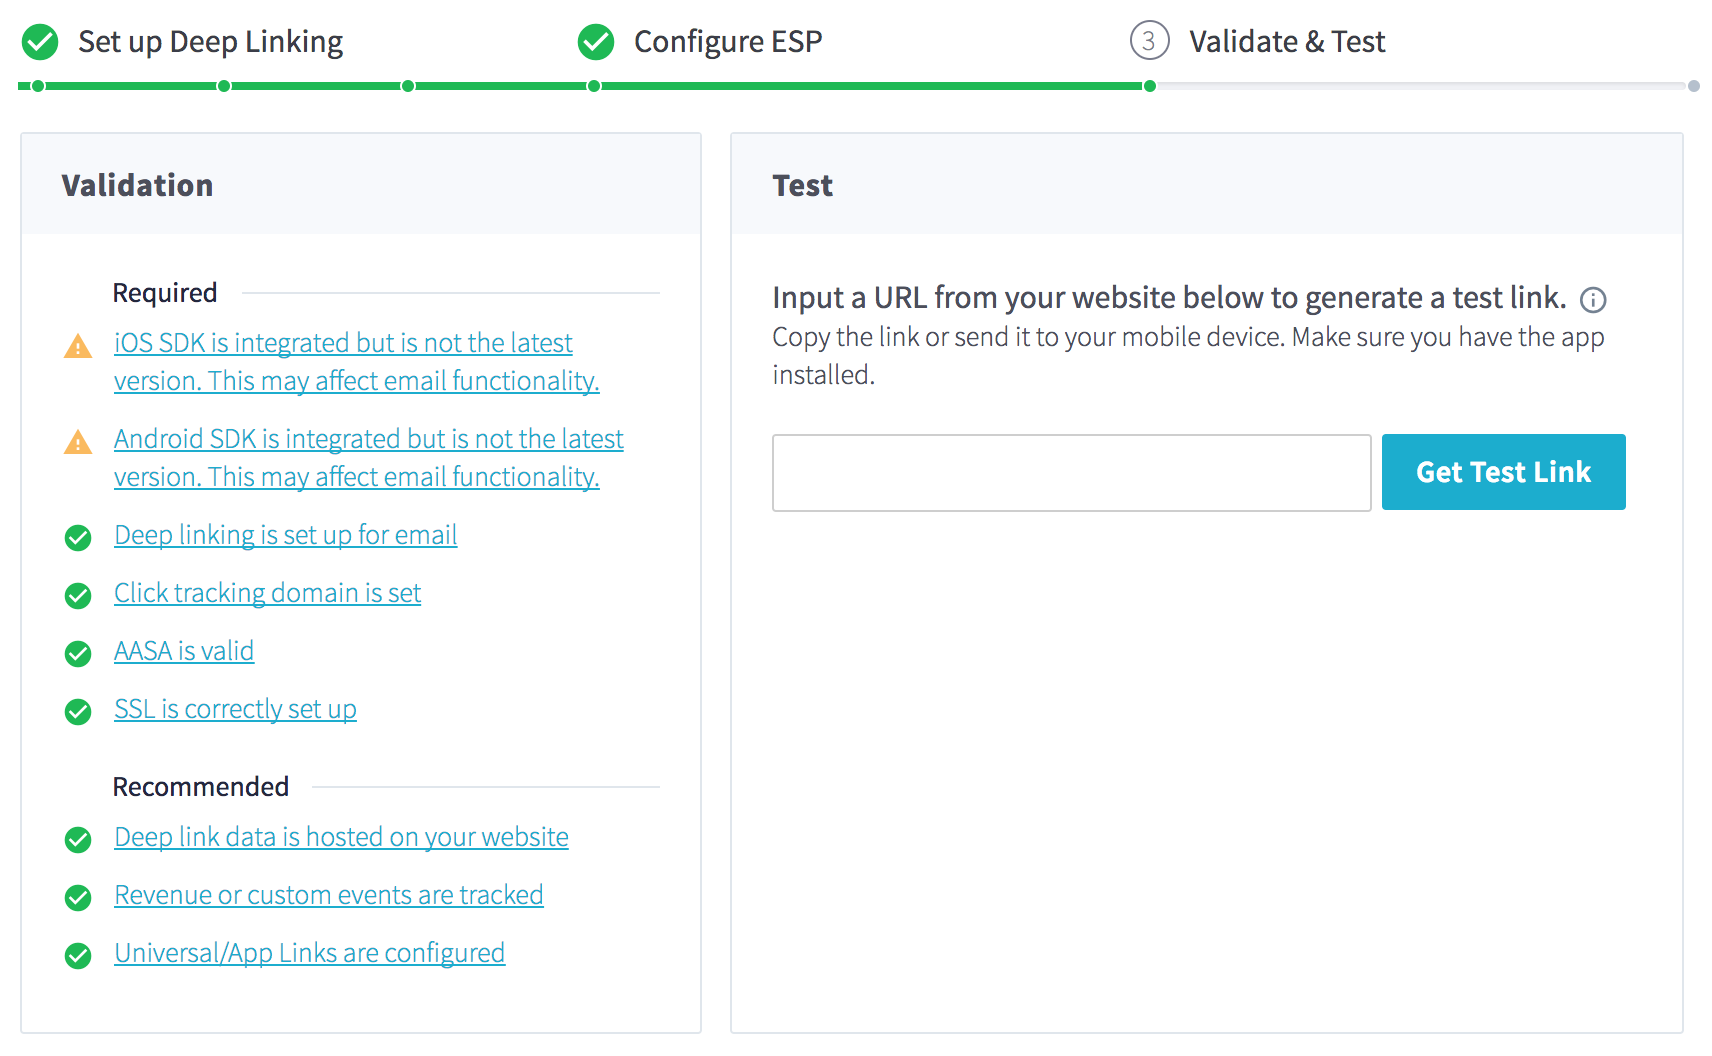 Set up Deep Linking
Configure ESP
3
Validate & Test
Validation
Required
iOS SDK is integrated but is not the latest
version. This may affect email functionality.
Android SDK is integrated but is not the latest
version. This may affect email functionality.
Deep linking is set up for email
Click tracking domain is set
AASA is valid
SSL is correctly set up
Recommended
Deep link data is hosted on your website
Revenue or custom events are tracked
Universal/App Links are configured
Test
Input a URL from your website below to generate a test link.
Copy the link or send it to your mobile device. Make sure you have the app
installed.
Get Test Link